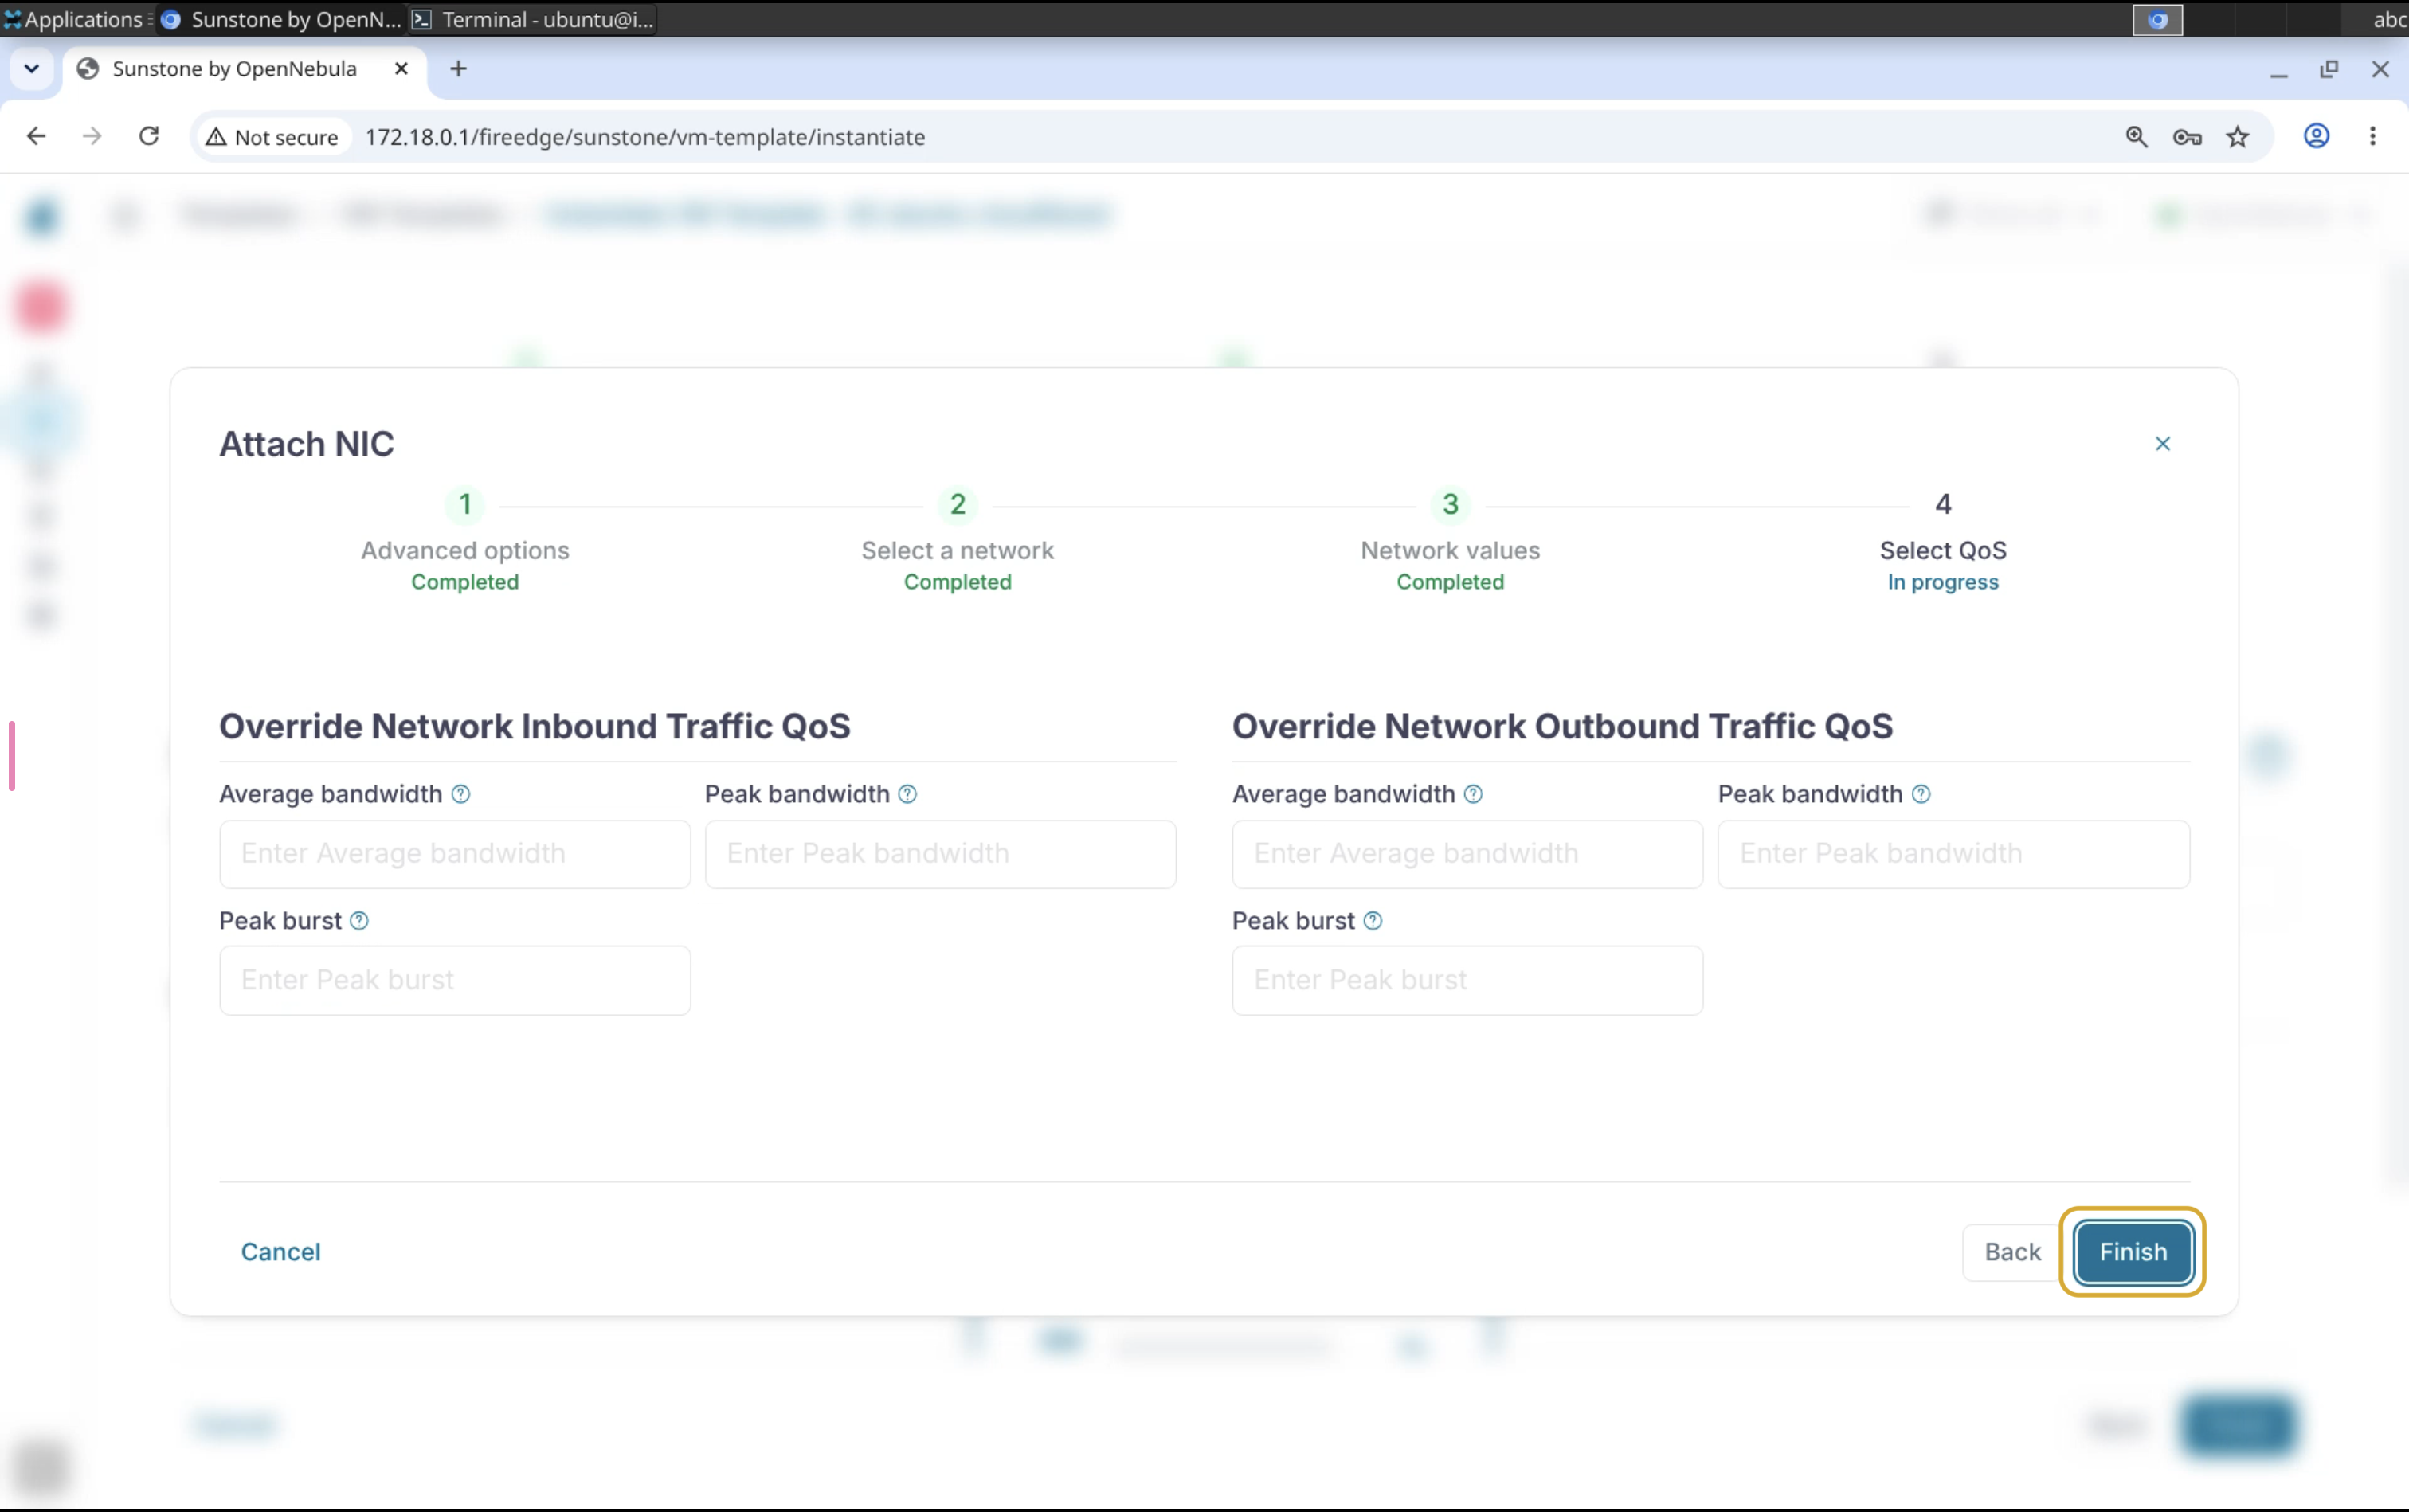 Applications
Sunstone by OpenN...
Terminal - ubuntu@i...
abc
Sunstone by OpenNebula
Not secure
172.18.0.1/fireedge/sunstone/vm-template/instantiate
Attach NIC
1
2
3
4
Advanced options
Select a network
Network values
Select QoS
Completed
Completed
Completed
In progress
Override Network Inbound Traffic QoS
Override Network Outbound Traffic QoS
Average bandwidth
Peak bandwidth
Average bandwidth
Peak bandwidth
Enter Average bandwidth
Enter Peak bandwidth
Enter Average bandwidth
Enter Peak bandwidth
Peak burst
Peak burst
Enter Peak burst
Enter Peak burst
Cancel
Back
Finish